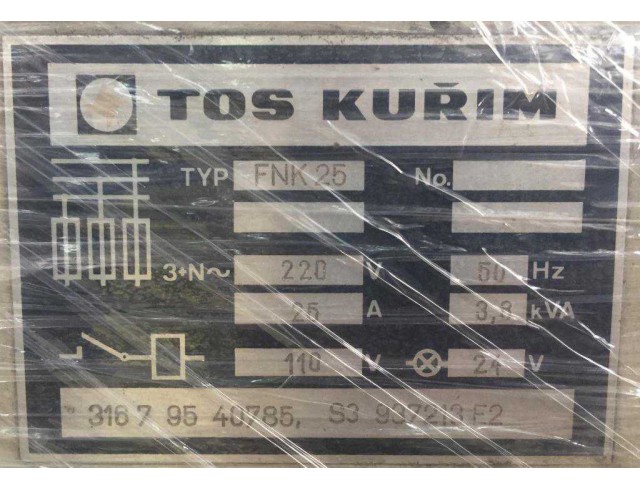 TOS KUŘIM
TYP FNK 25 No.
3+N~ 220 V 60 Hz
25 A 3,8 kVA
110 V 24 V
316 7 95 40785, S3 937213 E2